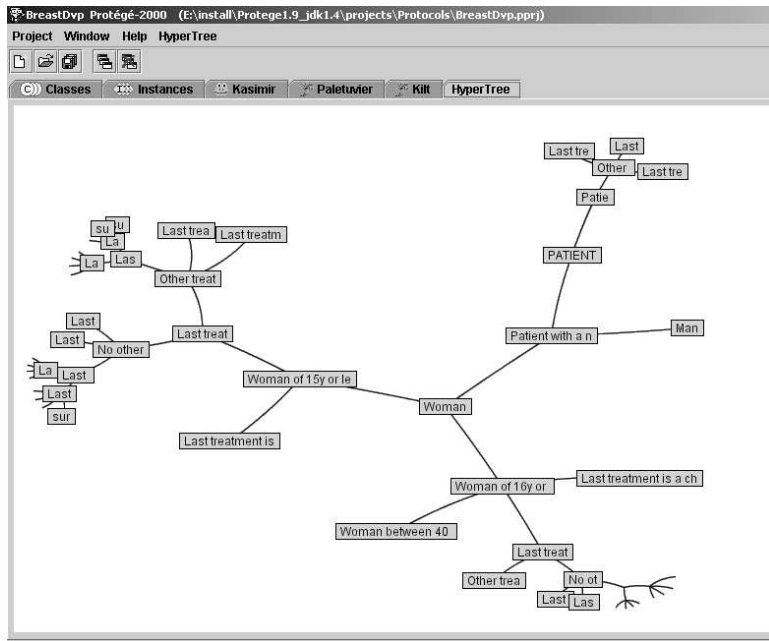 BreastDvp Protégé-2000 (E:\install\Protege1.9_jdk1.4\projects\Protocols\BreastDvp.pprj)
Project Window Help HyperTree
Classes Instances Kasimir Paletuvier Kilt HyperTree
Last tre
Last
Other
Last tre
Patie
PATIENT
Patient with a n
Man
su
su
La
La
Las
Last trea
Last treatm
Other treat
Last treat
Last
Last
No other
La
Last
Last
sur
Woman of 15y or le
Woman
Last treatment is
Woman of 16y or
Last treatment is a ch
Woman between 40
Last treat
Other trea
No ot
Last
Las